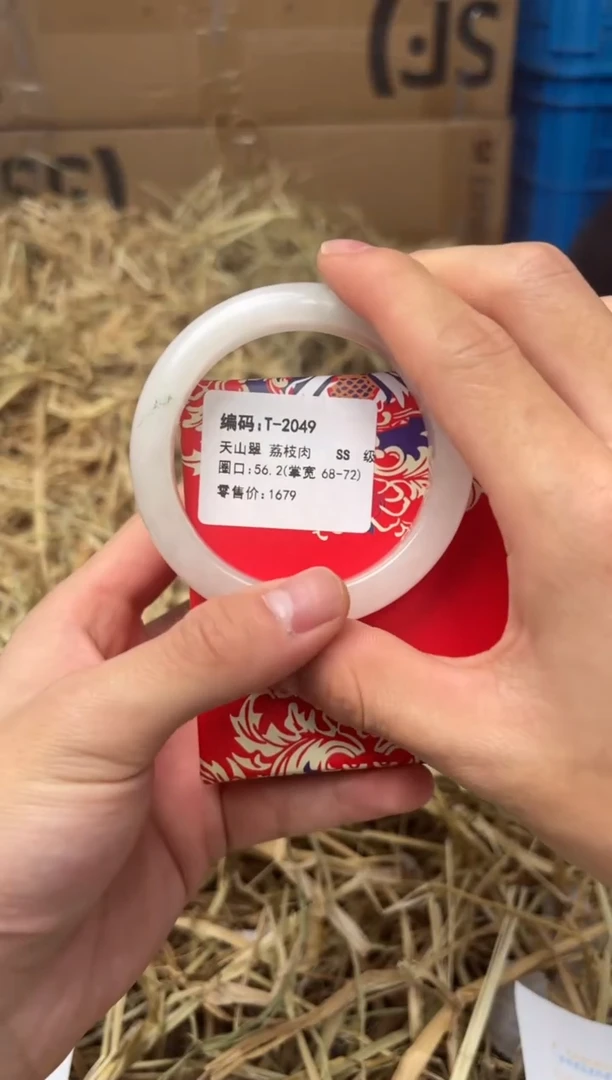 编码:T-2049
天山翠 荔枝肉 SS 级
圈口:56.2(掌宽 68-72)
零售价:1679